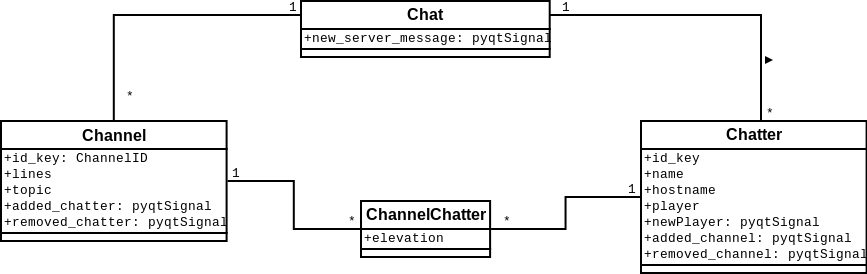 1
Chat
1
+new_server_message: pyqtSignal
*
*
Channel
+id_key: ChannelID
+lines
+topic
+added_chatter: pyqtSignal
+removed_chatter: pyqtSignal
1
Chatter
+id_key
+name
+hostname
+player
+newPlayer: pyqtSignal
+added_channel: pyqtSignal
+removed_channel: pyqtSignal
1
*
ChannelChatter
+elevation
*